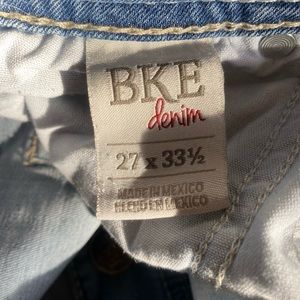 BKE
denim
27 x 33½
MADE IN MEXICO
HECHO EN MEXICO